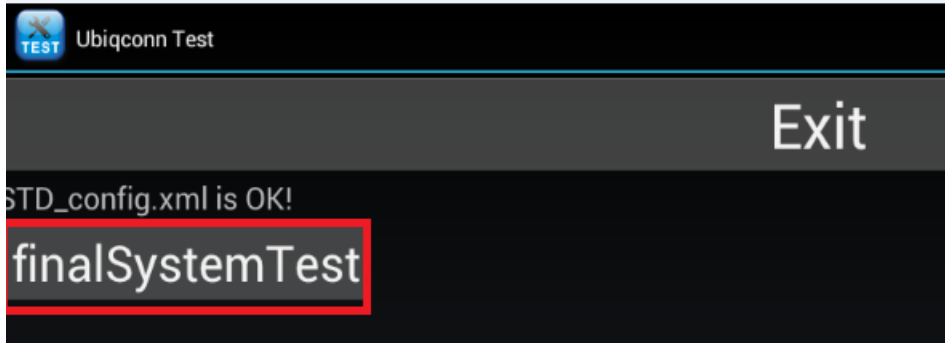 TEST
Ubiqconn Test
Exit
STD_config.xml is OK!
finalSystemTest